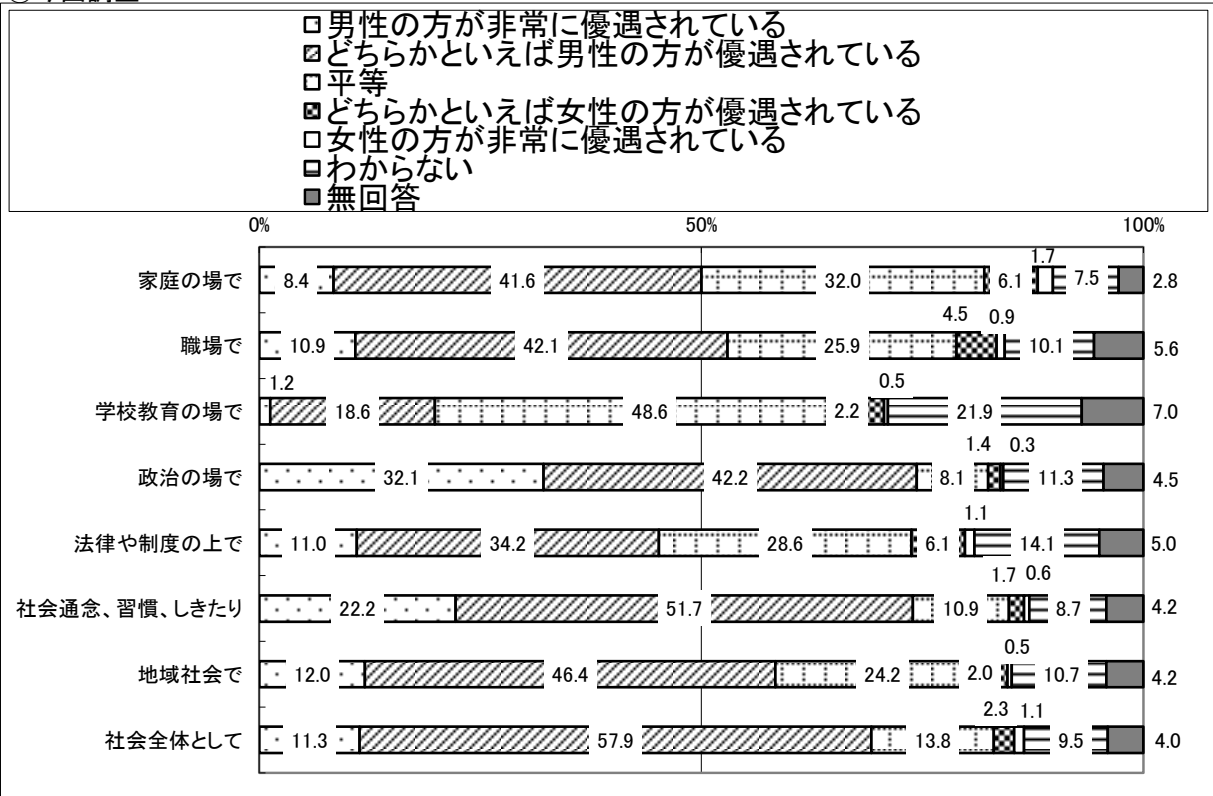 □男性の方が非常に優遇されている
どちらかといえば男性の方が優遇されている
平等
どちらかといえば女性の方が優遇されている
□女性の方が非常に優遇されている
わからない
■無回答
0% 50% 100%
1.7
家庭の場で 8.4 41.6 32.0 6.1 7.5 2.8
4.5 0.9
職場で 10.9 42.1 25.9 10.1 5.6
1.2 0.5
学校教育の場で 18.6 48.6 2.2 21.9 7.0
1.4 0.3
政治の場で 32.1 42.2 8.1 11.3 4.5
1.1
法律や制度の上で 11.0 34.2 28.6 6.1 14.1 5.0
1.7 0.6
社会通念、習慣、しきたり 22.2 51.7 10.9 8.7 4.2
0.5
地域社会で 12.0 46.4 24.2 2.0 10.7 4.2
2.3 1.1
社会全体として 11.3 57.9 13.8 9.5 4.0